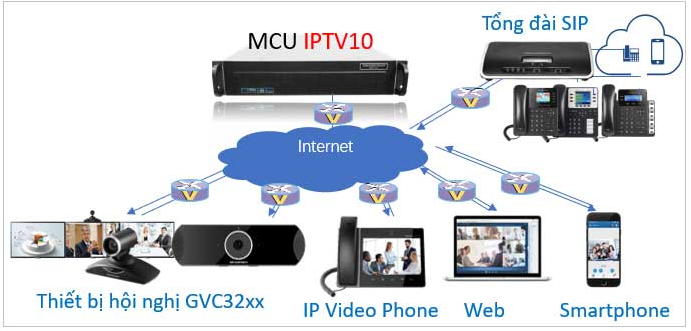 MCU IPTV10
Tổng đài SIP
Internet
Thiết bị hội nghị GVC32xx
IP Video Phone
Web
Smartphone